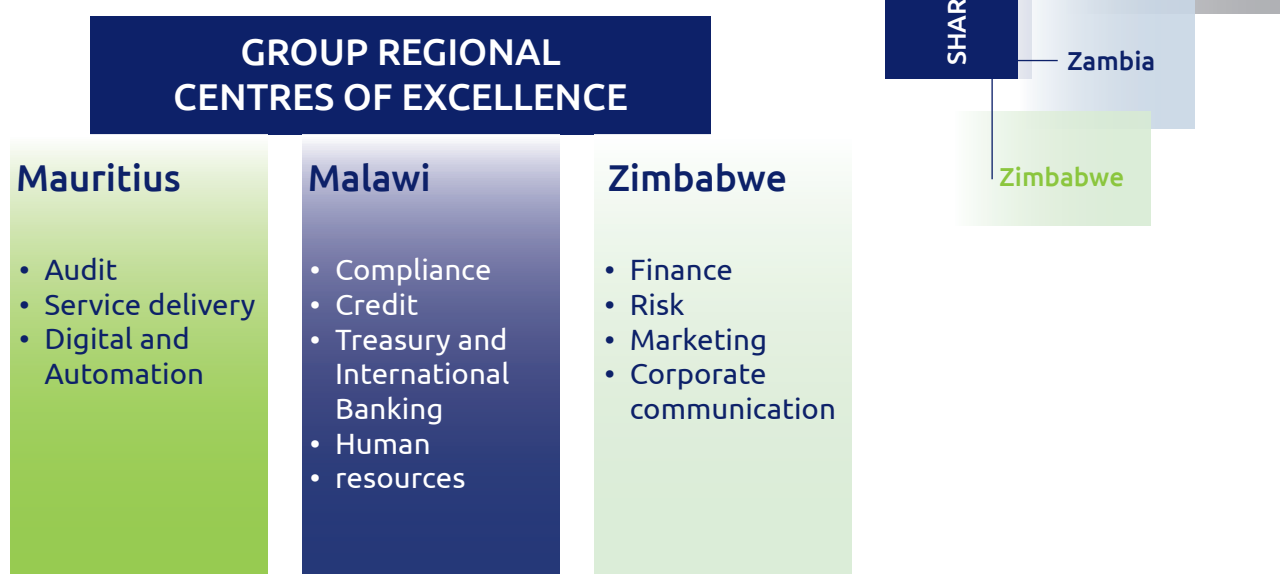 GROUP REGIONAL
CENTRES OF EXCELLENCE
Mauritius
• Audit
• Service delivery
• Digital and
Automation
Malawi
• Compliance
• Credit
• Treasury and
International
Banking
• Human
• resources
Zimbabwe
• Finance
• Risk
• Marketing
• Corporate
communication
Zambia
Zimbabwe